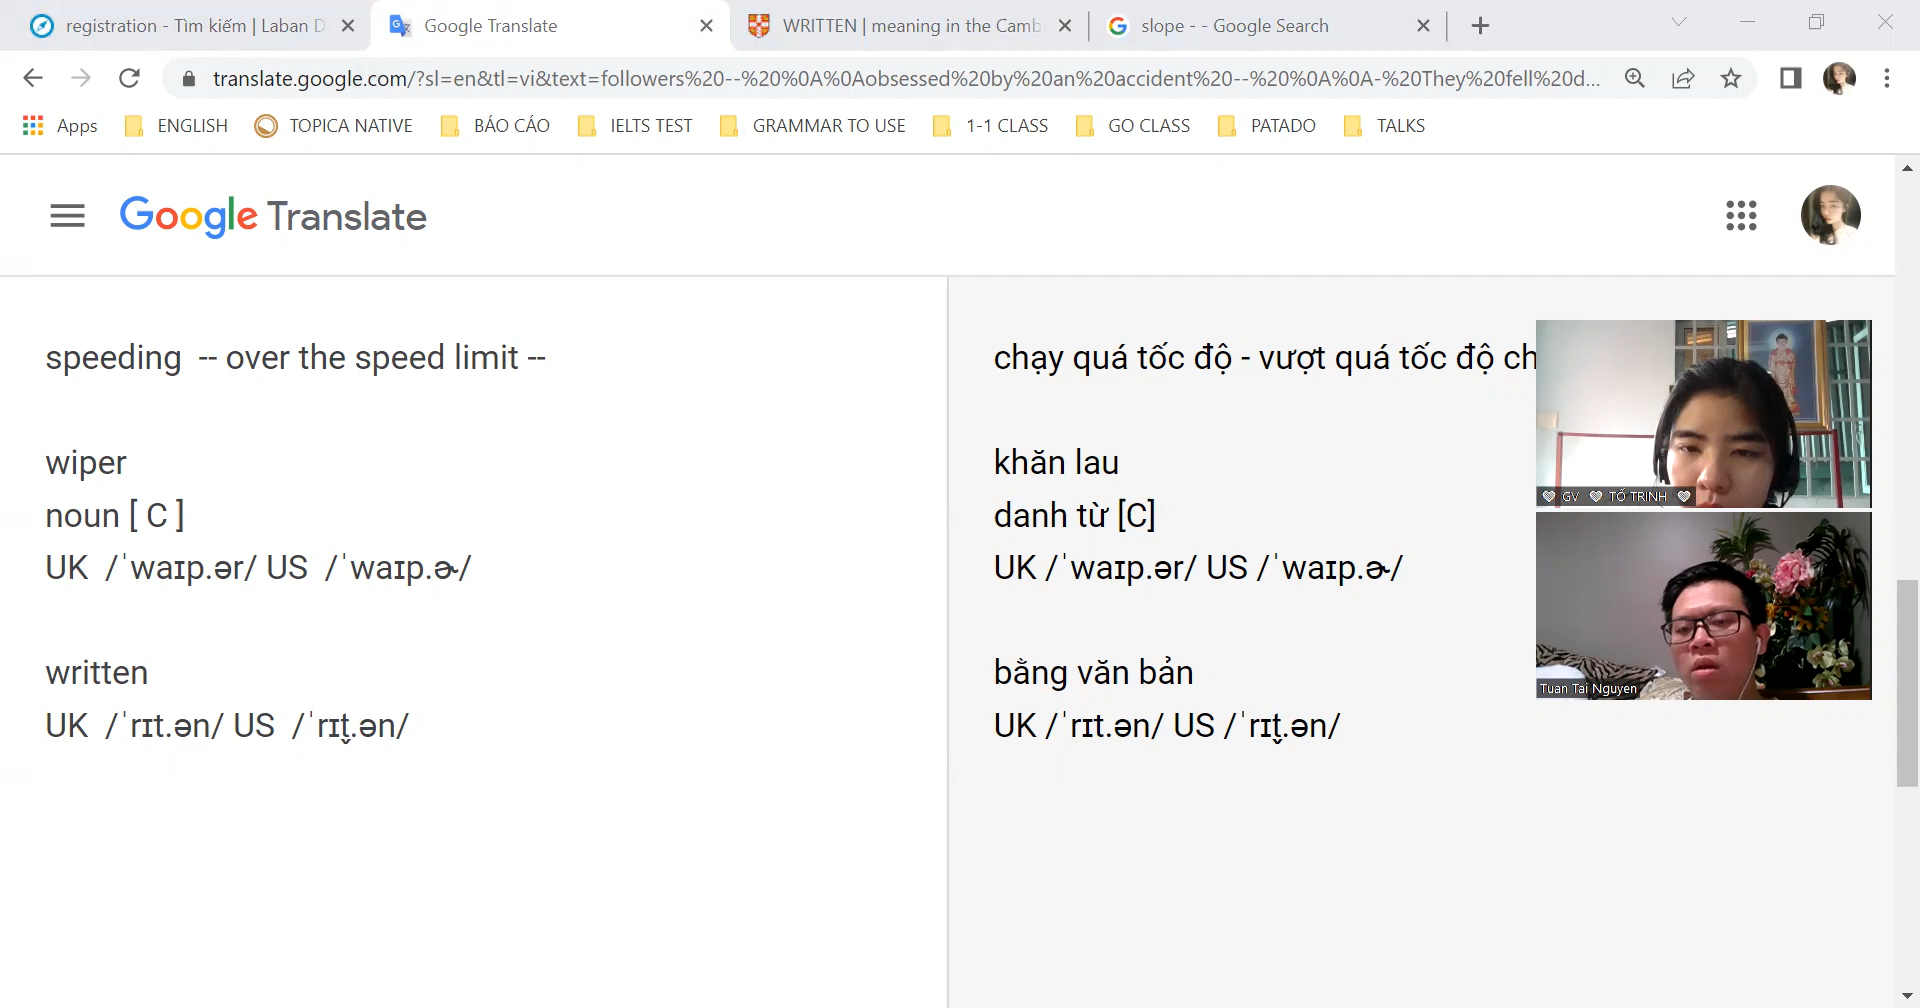 registration - Tìm kiếm | Laban D
Google Translate
WRITTEN | meaning in the Camb
slope - - Google Search
translate.google.com/?sl=en&tl=vi&text=followers%20--%20%0A%0Aobsessed%20by%20an%20accident%20--%20%0A%0A-%20They%20fell%20d...
Apps
ENGLISH
TOPICA NATIVE
BÁO CÁO
IELTS TEST
GRAMMAR TO USE
1-1 CLASS
GO CLASS
PATADO
TALKS
Google Translate
speeding -- over the speed limit --
wiper
noun [ C ]
UK /ˈwaɪp.ər/ US /ˈwaɪp.ɚ/
written
UK /ˈrɪt.ən/ US /ˈrɪt̬.ən/
chạy quá tốc độ - vượt quá tốc độ ch
khăn lau
danh từ [C]
UK /ˈwaɪp.ər/ US /ˈwaɪp.ɚ/
bằng văn bản
UK /ˈrɪt.ən/ US /ˈrɪt̬.ən/
GV TỐ TRINH
Tuan Tai Nguyen